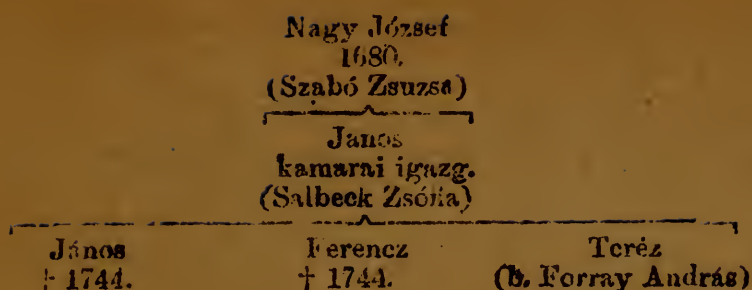 Nagy József
1680.
(Szabó Zsuzsa)
János
kamarai igazg.
(Salbeck Zsófia)
János Ferencz Teréz
† 1744. † 1744. (b. Forray András)